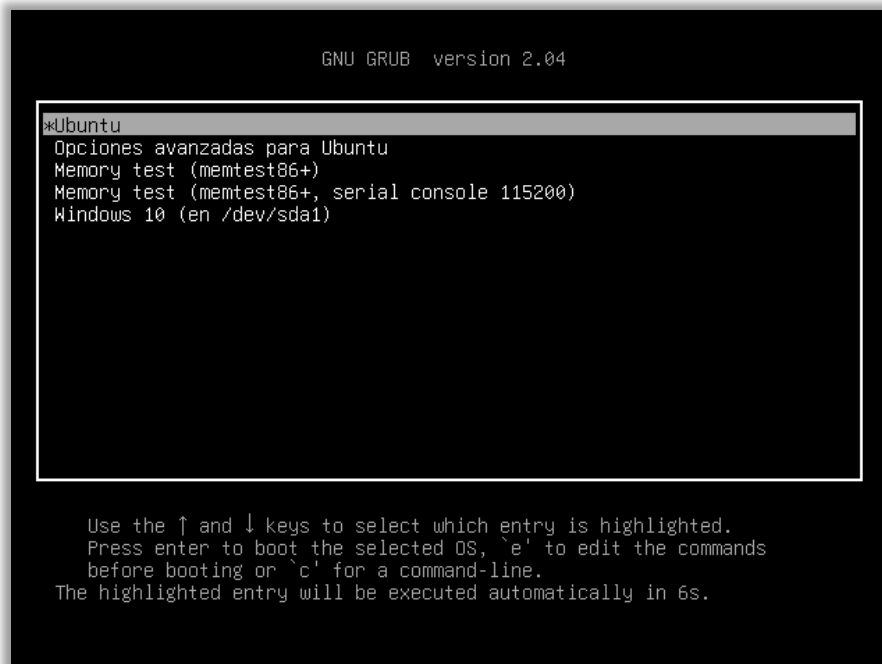 GNU GRUB  version 2.04
*Ubuntu
Opciones avanzadas para Ubuntu
Memory test (memtest86+)
Memory test (memtest86+, serial console 115200)
Windows 10 (en /dev/sda1)
Use the ↑ and ↓ keys to select which entry is highlighted.
Press enter to boot the selected OS, `e' to edit the commands
before booting or `c' for a command-line.
The highlighted entry will be executed automatically in 6s.